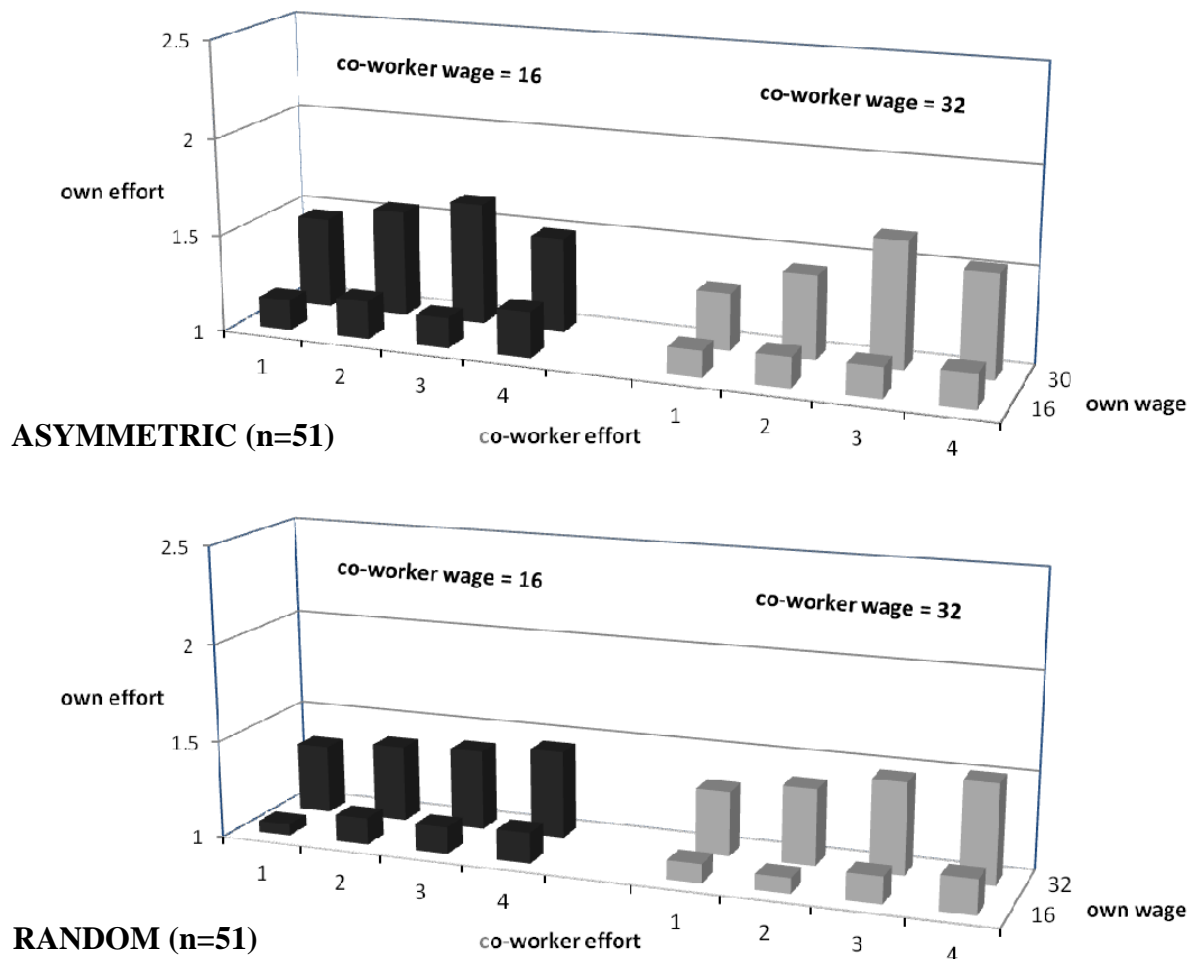 2.5
co-worker wage = 16
co-worker wage = 32
2
own effort
1.5
1
1 2 3 4 1 2 3 4
30
16 own wage
co-worker effort
ASYMMETRIC (n=51)
2.5
co-worker wage = 16
co-worker wage = 32
2
own effort
1.5
1
1 2 3 4 1 2 3 4
32
16 own wage
co-worker effort
RANDOM (n=51)